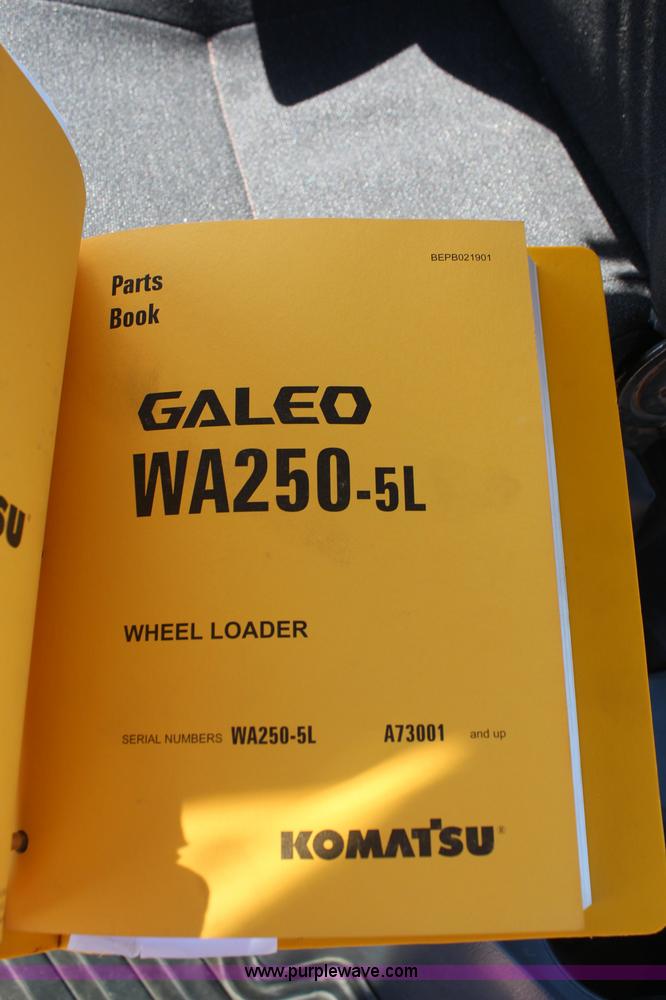 BEPB021901
Parts
Book
GALEO
WA250-5L
WHEEL LOADER
SERIAL NUMBERS WA250-5L A73001 and up
KOMATSU®
SU
www.purplewave.com